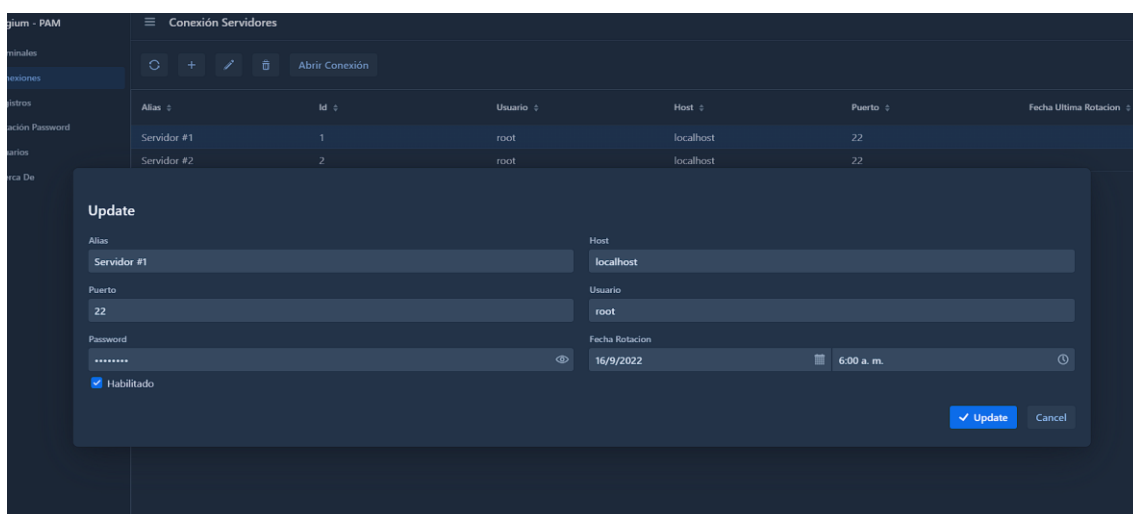 gium - PAM
Conexión Servidores
minales
nexiones
gistros
ación Password
uarios
erca De
Abrir Conexión
Alias Id Usuario Host Puerto Fecha Ultima Rotacion
Servidor #1 1 root localhost 22
Servidor #2 2 root localhost 22
Update
Alias Host
Servidor #1 localhost
Puerto Usuario
22 root
Password Fecha Rotacion
•••••••• 16/9/2022 6:00 a. m.
Habilitado
Update Cancel